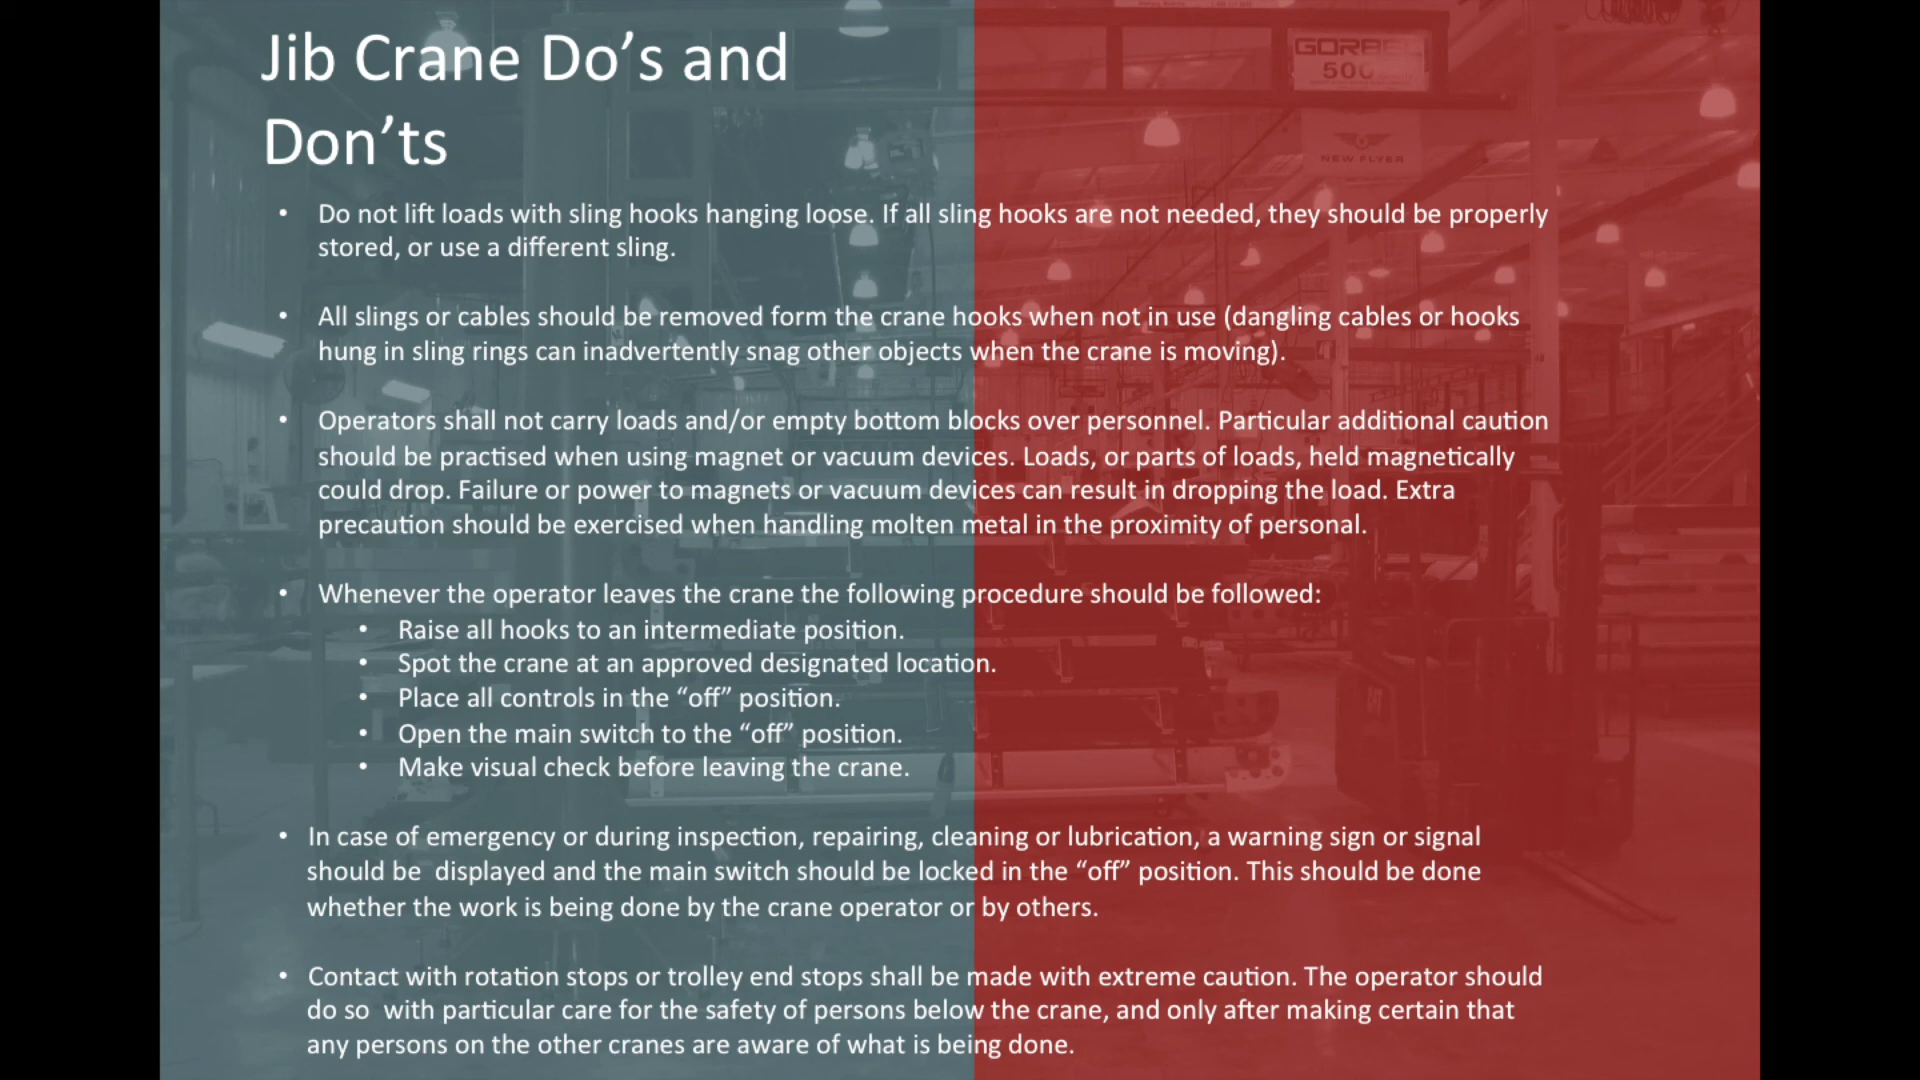 Jib Crane Do’s and
Don’ts
GORBEL
500
NEW FLYER
• Do not lift loads with sling hooks hanging loose. If all sling hooks are not needed, they should be properly
stored, or use a different sling.
• All slings or cables should be removed form the crane hooks when not in use (dangling cables or hooks
hung in sling rings can inadvertently snag other objects when the crane is moving).
• Operators shall not carry loads and/or empty bottom blocks over personnel. Particular additional caution
should be practised when using magnet or vacuum devices. Loads, or parts of loads, held magnetically
could drop. Failure or power to magnets or vacuum devices can result in dropping the load. Extra
precaution should be exercised when handling molten metal in the proximity of personal.
• Whenever the operator leaves the crane the following procedure should be followed:
• Raise all hooks to an intermediate position.
• Spot the crane at an approved designated location.
• Place all controls in the “off” position.
• Open the main switch to the “off” position.
• Make visual check before leaving the crane.
• In case of emergency or during inspection, repairing, cleaning or lubrication, a warning sign or signal
should be  displayed and the main switch should be locked in the “off” position. This should be done
whether the work is being done by the crane operator or by others.
• Contact with rotation stops or trolley end stops shall be made with extreme caution. The operator should
do so  with particular care for the safety of persons below the crane, and only after making certain that
any persons on the other cranes are aware of what is being done.